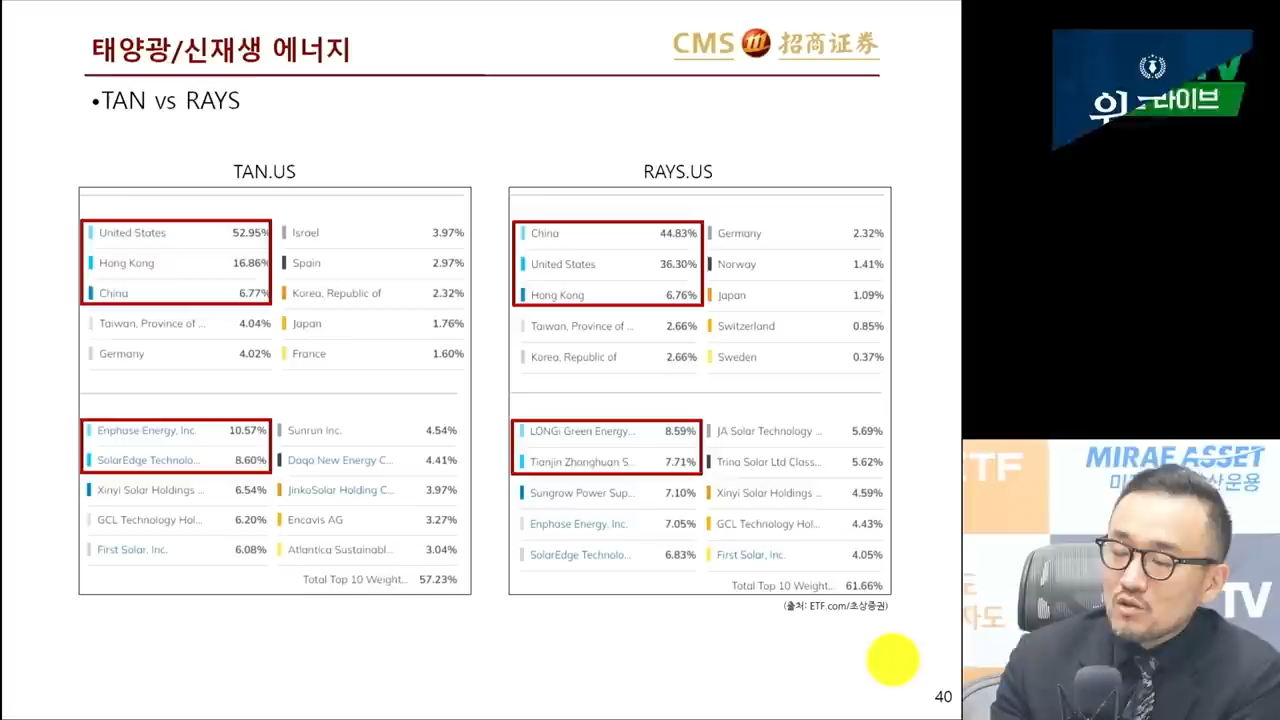 태양광/신재생 에너지
CMS 招商证券
•TAN vs RAYS
TAN.US
United States 52.95% Israel 3.97%
Hong Kong 16.86% Spain 2.97%
China 6.77% Korea, Republic of 2.32%
Taiwan, Province of ... 4.04% Japan 1.76%
Germany 4.02% France 1.60%
Enphase Energy, Inc. 10.57% Sunrun Inc. 4.54%
SolarEdge Technolo... 8.60% Daqo New Energy C... 4.41%
Xinyi Solar Holdings ... 6.54% JinkoSolar Holding C... 3.97%
GCL Technology Hol... 6.20% Encavis AG 3.27%
First Solar, Inc. 6.08% Atlantica Sustainabl... 3.04%
Total Top 10 Weight... 57.23%
RAYS.US
China 44.83% Germany 2.32%
United States 36.30% Norway 1.41%
Hong Kong 6.76% Japan 1.09%
Taiwan, Province of ... 2.66% Switzerland 0.85%
Korea, Republic of 2.66% Sweden 0.37%
LONGi Green Energy... 8.59% JA Solar Technology ... 5.69%
Tianjin Zhonghuan S... 7.71% Trina Solar Ltd Class... 5.62%
Sungrow Power Sup... 7.10% Xinyi Solar Holdings ... 4.59%
Enphase Energy, Inc. 7.05% GCL Technology Hol... 4.43%
SolarEdge Technolo... 6.83% First Solar, Inc. 4.05%
Total Top 10 Weight... 61.66%
(출처: ETF.com/초상증권)
40
라이브
ETF
MIRAE ASSET
TV